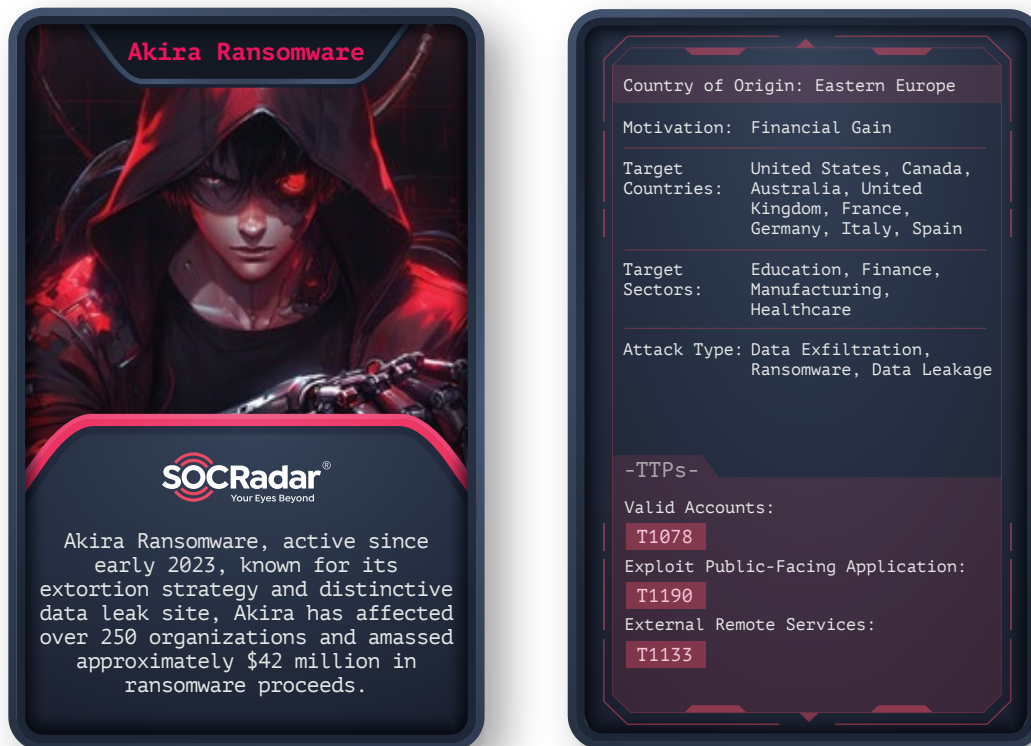 Akira Ransomware
SOCRadar®
Your Eyes Beyond
Akira Ransomware, active since
early 2023, known for its
extortion strategy and distinctive
data leak site, Akira has affected
over 250 organizations and amassed
approximately $42 million in
ransomware proceeds.
Country of Origin: Eastern Europe
Motivation: Financial Gain
Target Countries: United States, Canada,
Australia, United
Kingdom, France,
Germany, Italy, Spain
Target Sectors: Education, Finance,
Manufacturing,
Healthcare
Attack Type: Data Exfiltration,
Ransomware, Data Leakage
-TTPs-
Valid Accounts:
T1078
Exploit Public-Facing Application:
T1190
External Remote Services:
T1133